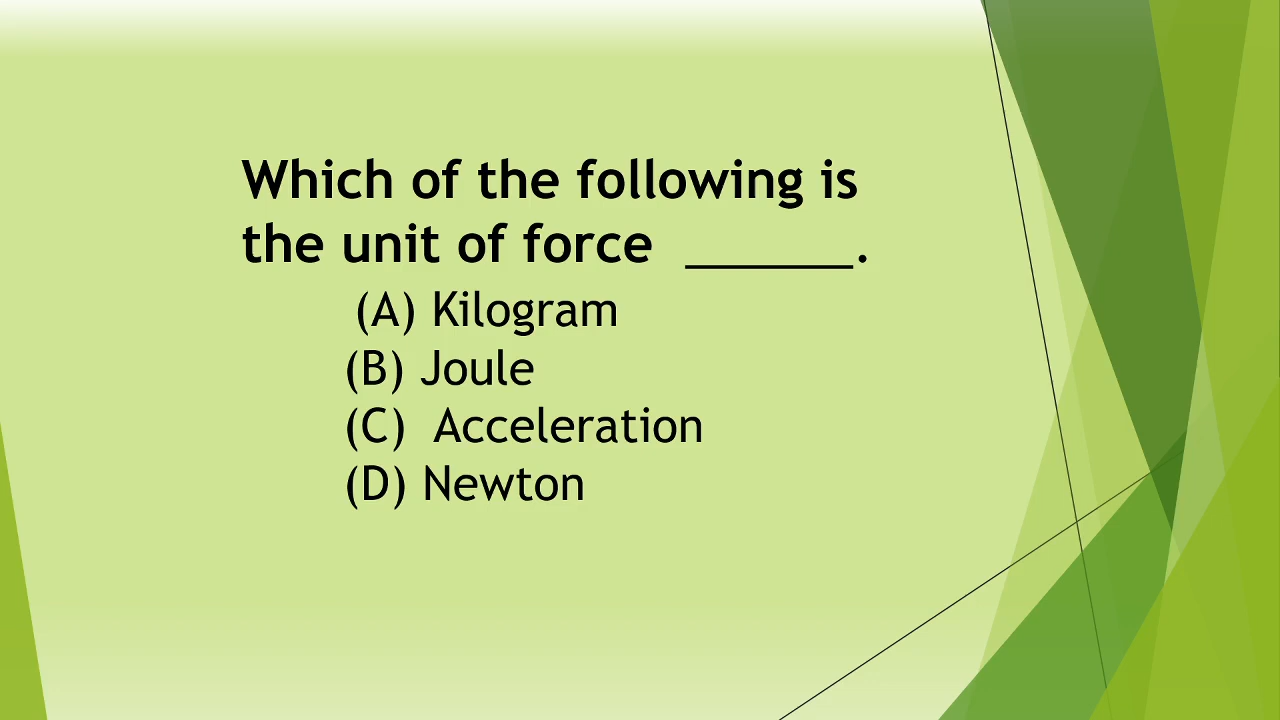 Which of the following is
the unit of force ______.
(A) Kilogram
(B) Joule
(C) Acceleration
(D) Newton